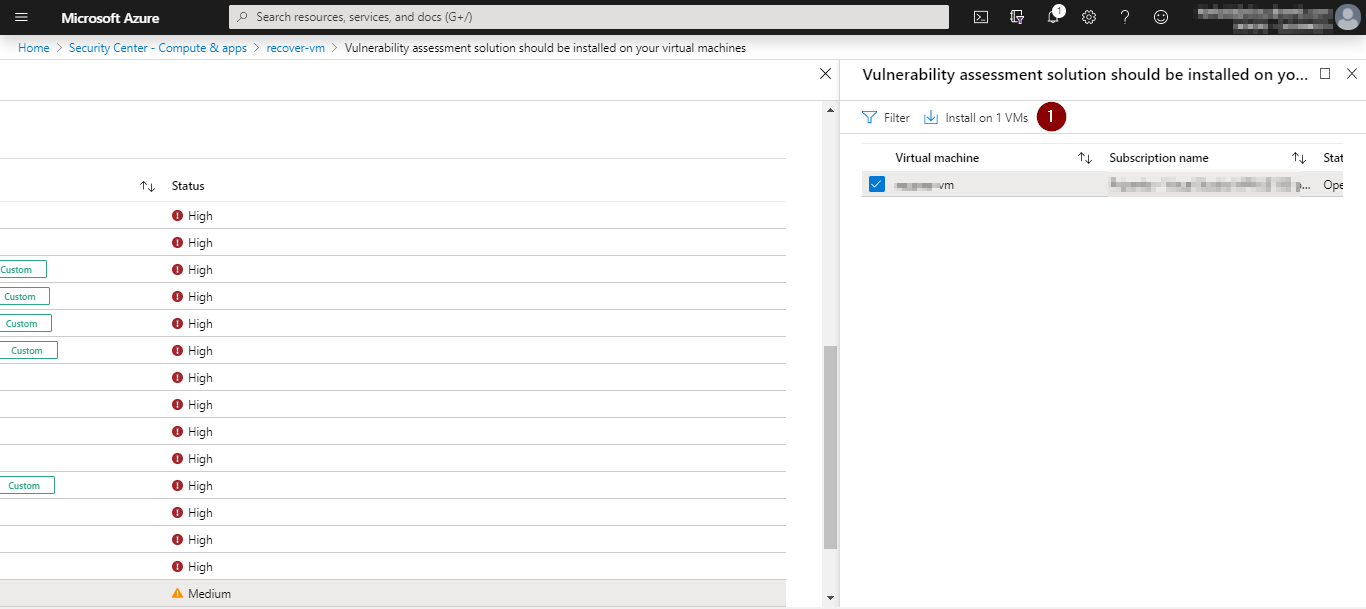 Microsoft Azure
Search resources, services, and docs (G+/)
1
Home > Security Center - Compute & apps > recover-vm > Vulnerability assessment solution should be installed on your virtual machines
Vulnerability assessment solution should be installed on yo...
Filter
Install on 1 VMs
1
Virtual machine
Subscription name
Stat
-vm
p...
Ope
Status
High
High
Custom
High
Custom
High
Custom
High
Custom
High
High
High
High
High
Custom
High
High
High
High
Medium